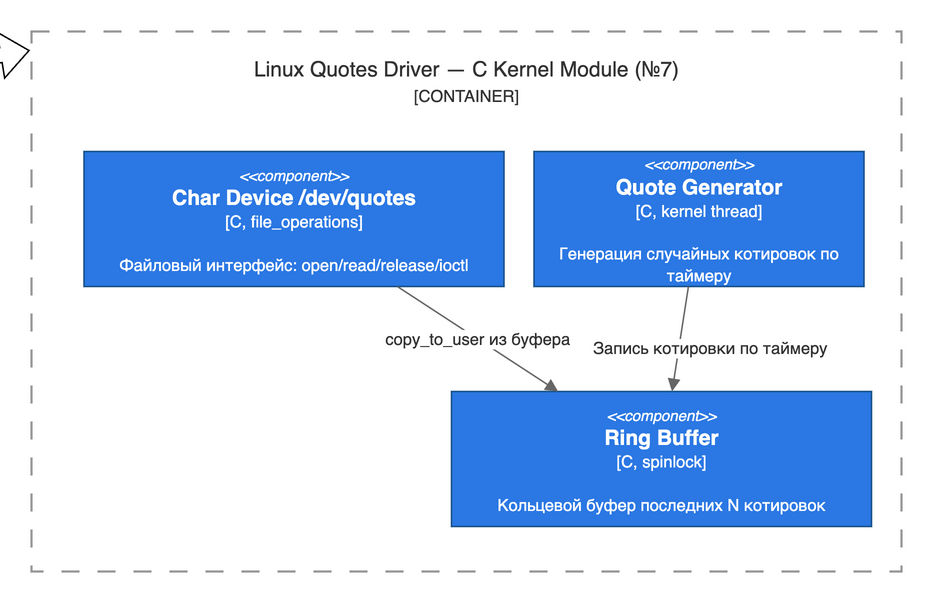 Linux Quotes Driver — C Kernel Module (№7)
[CONTAINER]
<<component>>
Char Device /dev/quotes
[C, file_operations]
Файловый интерфейс: open/read/release/ioctl
<<component>>
Quote Generator
[C, kernel thread]
Генерация случайных котировок по
таймеру
copy_to_user из буфера
Запись котировки по таймеру
<<component>>
Ring Buffer
[C, spinlock]
Кольцевой буфер последних N котировок